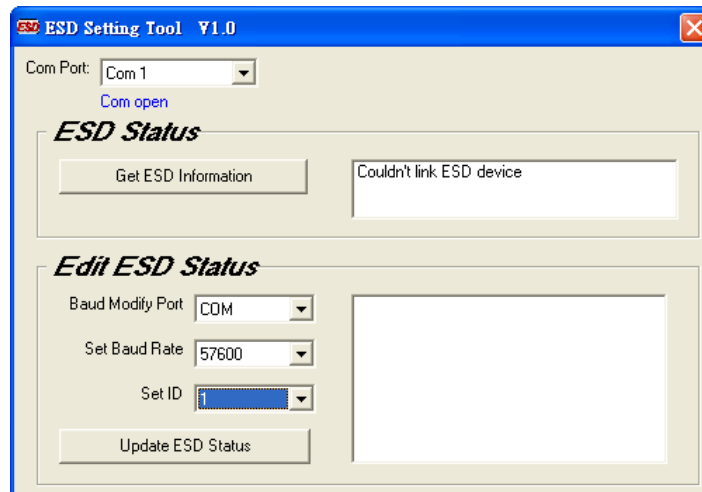 ESD ESD Setting Tool V1.0
Com Port: Com 1
Com open
ESD Status
Get ESD Information Couldn't link ESD device
Edit ESD Status
Baud Modify Port COM
Set Baud Rate 57600
Set ID 1
Update ESD Status